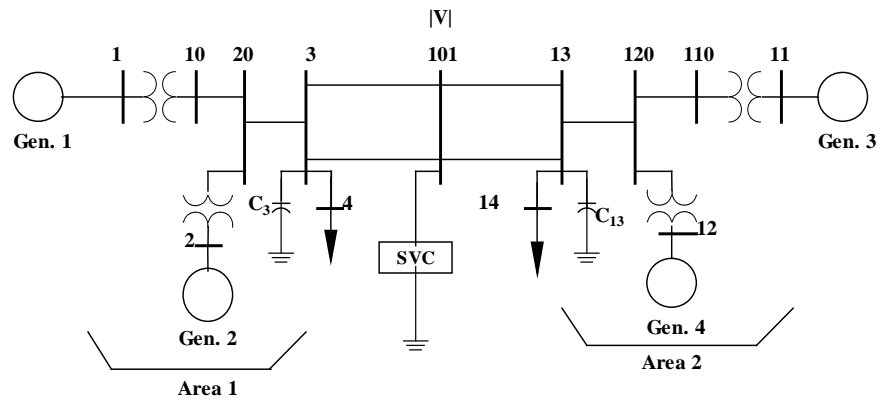 |V|
1 10 20 3 101 13 120 110 11
Gen. 1 Gen. 3
C3 4 14 C13
2 12
SVC
Gen. 2 Gen. 4
Area 1 Area 2